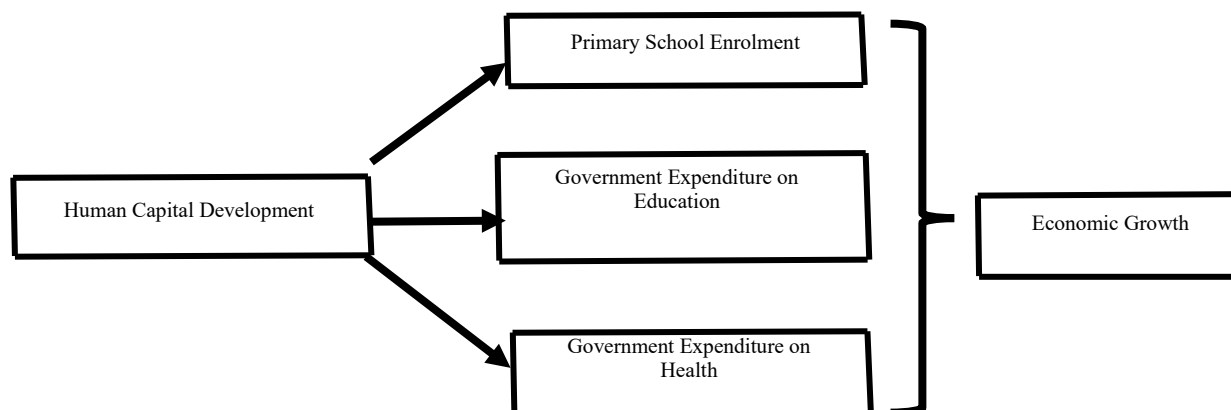 Primary School Enrolment
Human Capital Development
Government Expenditure on
Education
Economic Growth
Government Expenditure on
Health